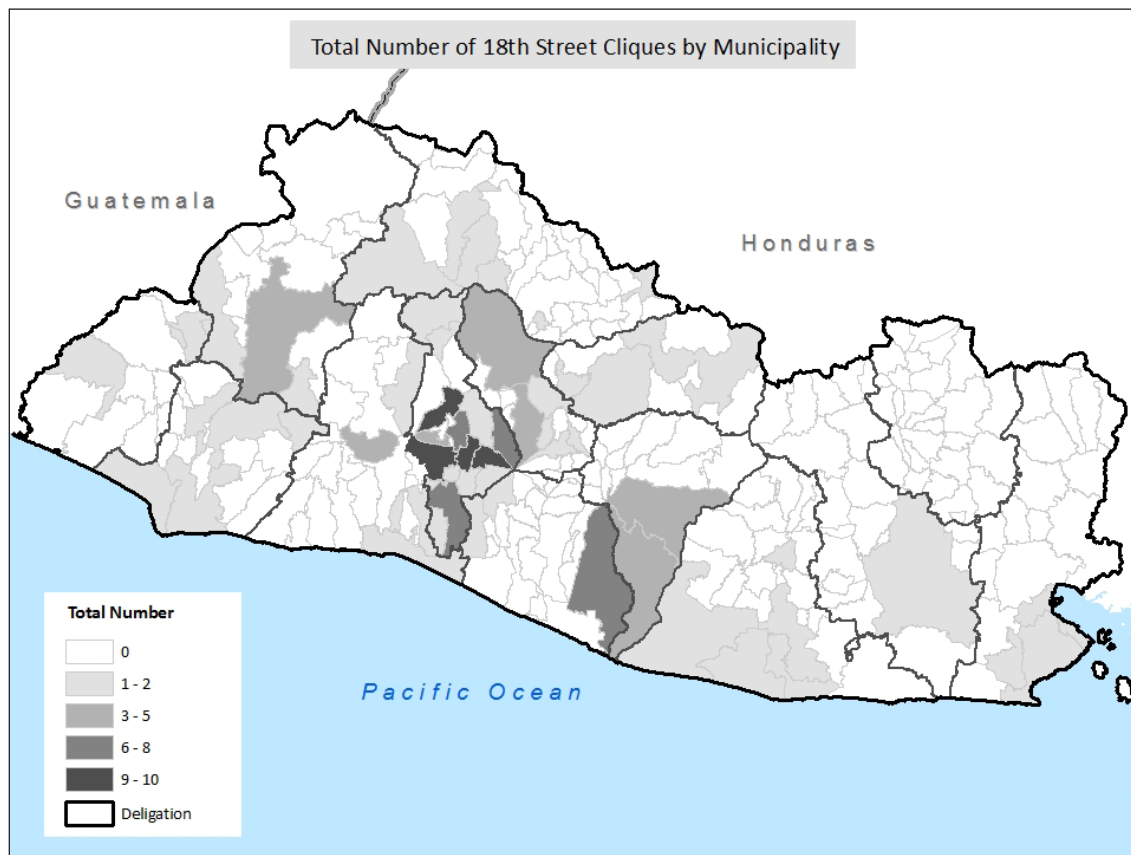 Total Number of 18th Street Cliques by Municipality
Guatemala
Honduras
Pacific Ocean
Total Number
0
1 - 2
3 - 5
6 - 8
9 - 10
Deligation